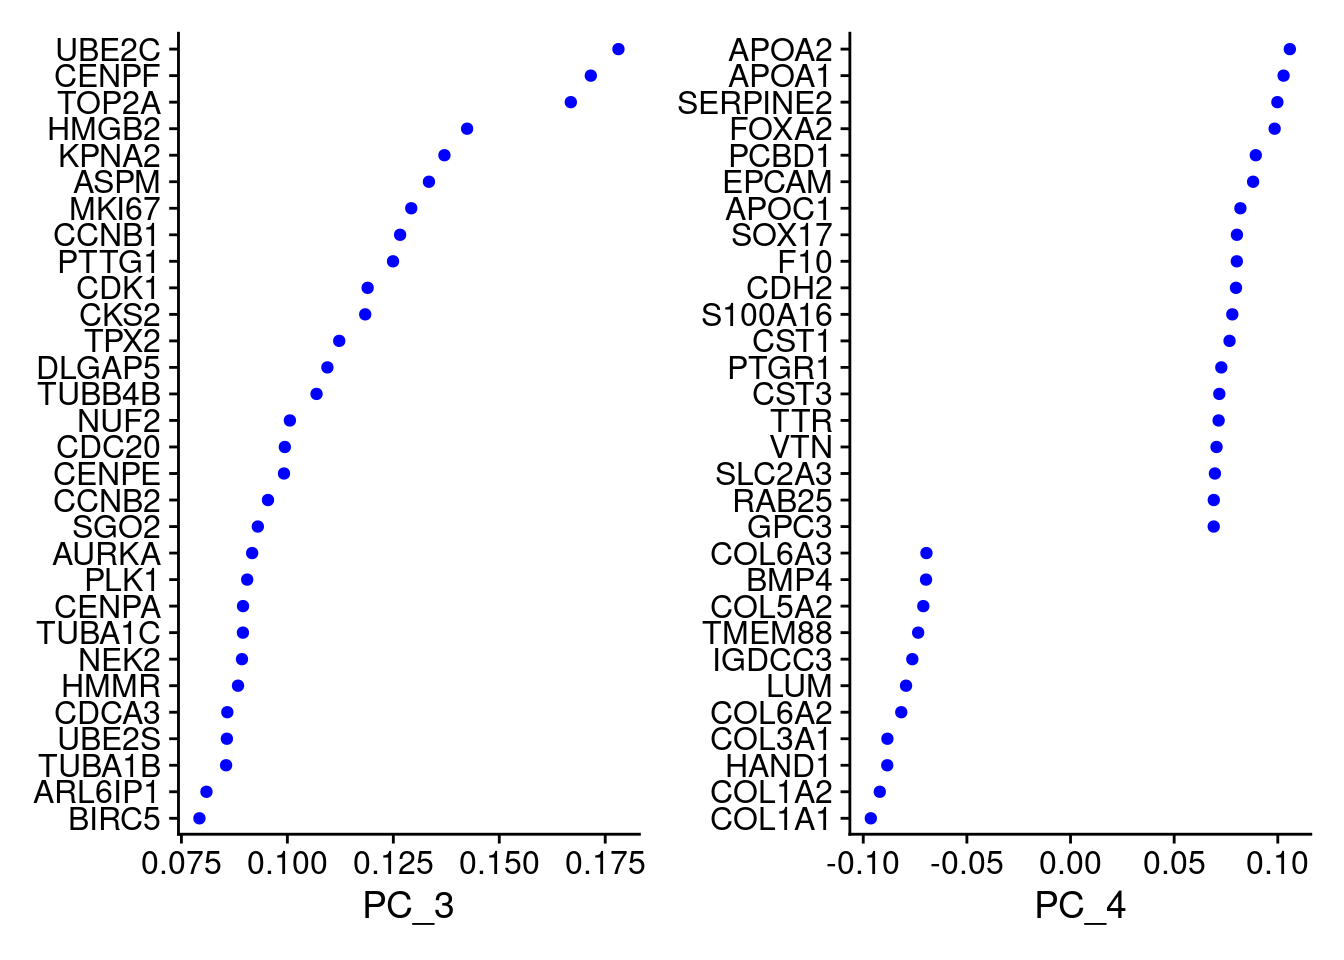 UBE2C
CENPF
TOP2A
HMGB2
KPNA2
ASPM
MKI67
CCNB1
PTTG1
CDK1
CKS2
TPX2
DLGAP5
TUBB4B
NUF2
CDC20
CENPE
CCNB2
SGO2
AURKA
PLK1
CENPA
TUBA1C
NEK2
HMMR
CDCA3
UBE2S
TUBA1B
ARL6IP1
BIRC5
0.075 0.100 0.125 0.150 0.175
PC_3
APOA2
APOA1
SERPINE2
FOXA2
PCBD1
EPCAM
APOC1
SOX17
F10
CDH2
S100A16
CST1
PTGR1
CST3
TTR
VTN
SLC2A3
RAB25
GPC3
COL6A3
BMP4
COL5A2
TMEM88
IGDCC3
LUM
COL6A2
COL3A1
HAND1
COL1A2
COL1A1
-0.10 -0.05 0.00 0.05 0.10
PC_4